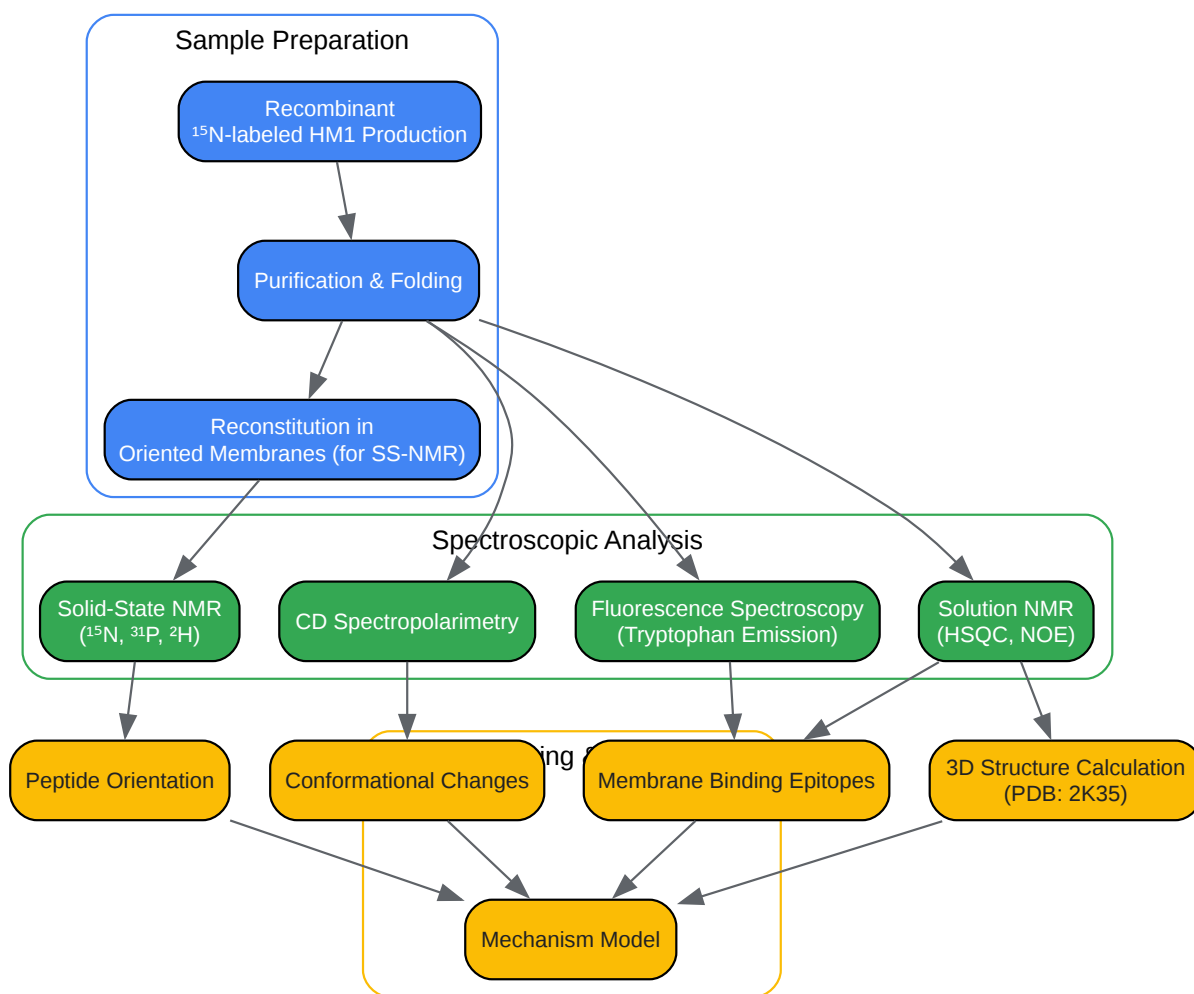 Sample Preparation
Recombinant
¹⁵N-labeled HM1 Production
Purification & Folding
Reconstitution in
Oriented Membranes (for SS-NMR)
Spectroscopic Analysis
Solid-State NMR
(¹⁵N, ³¹P, ²H)
CD Spectropolarimetry
Fluorescence Spectroscopy
(Tryptophan Emission)
Solution NMR
(HSQC, NOE)
Peptide Orientation
Conformational Changes
Membrane Binding Epitopes
3D Structure Calculation
(PDB: 2K35)
Mechanism Model